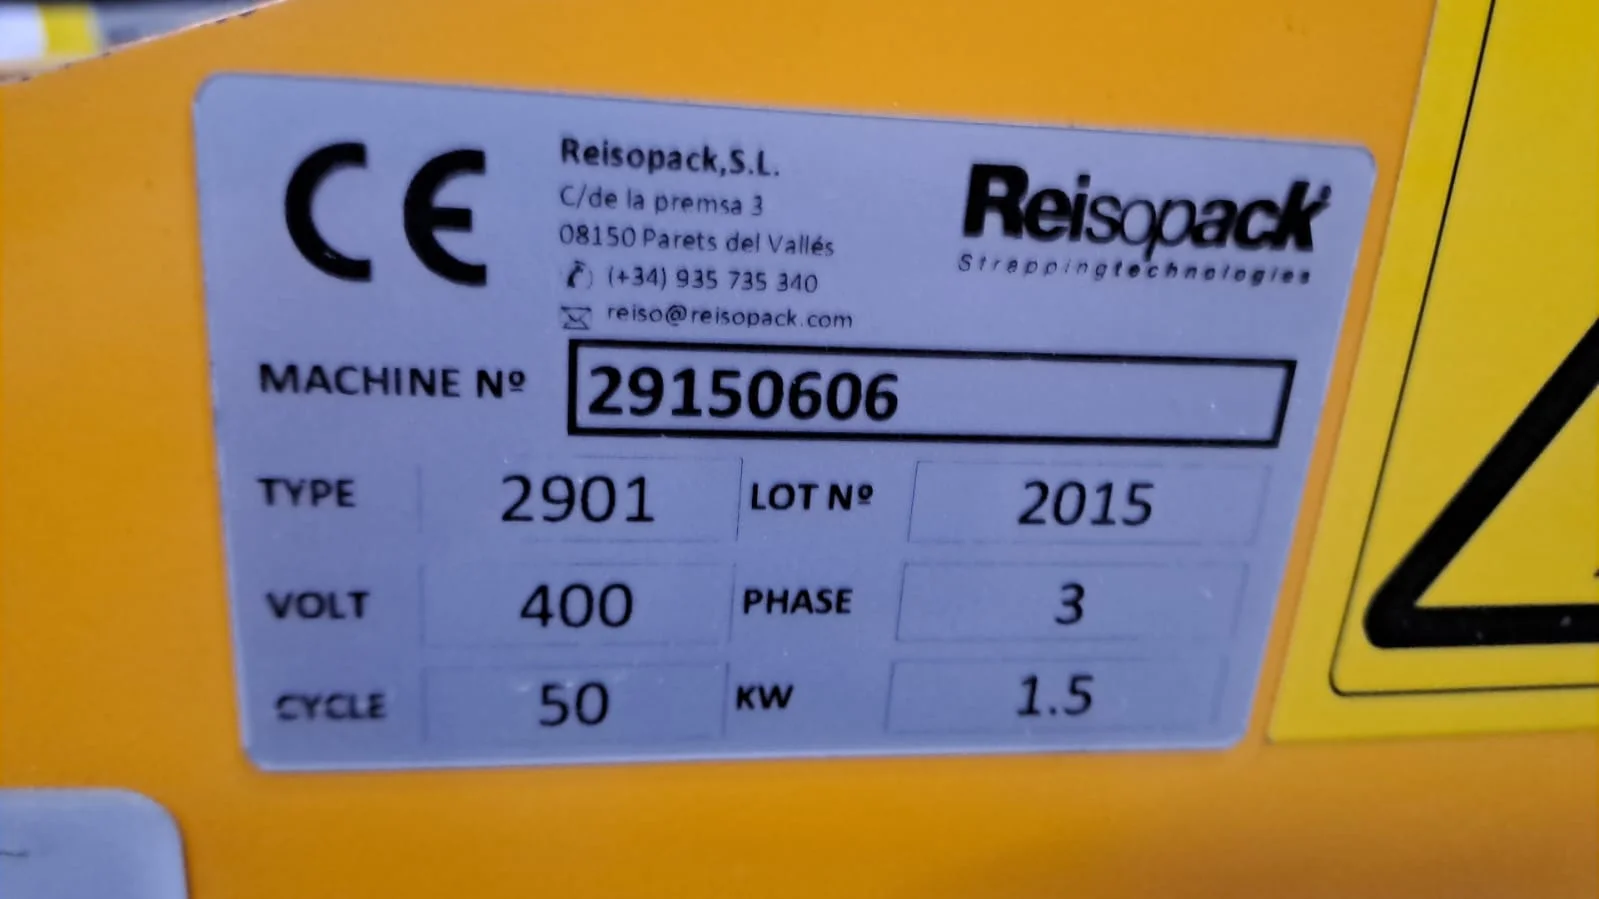 CE
Reisopack,S.L.
C/de la premsa 3
08150 Parets del Vallés
(+34) 935 735 340
reiso@reisopack.com
Reisopack
Strappingtechnologies
MACHINE Nº 29150606
TYPE 2901 LOT Nº 2015
VOLT 400 PHASE 3
CYCLE 50 KW 1.5